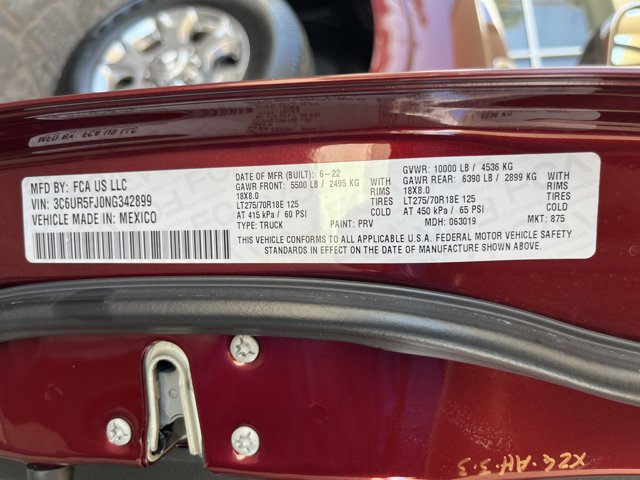 MFD BY: FCA US LLC
VIN: 3C6UR5FJ0NG342899
VEHICLE MADE IN: MEXICO
DATE OF MFR (BUILT): 6-22
GAWR FRONT: 5500 LB / 2495 KG WITH
18X8.0 RIMS
LT275/70R18E 125 TIRES
AT 415 kPa / 60 PSI COLD
TYPE: TRUCK PAINT: PRV
GVWR: 10000 LB / 4536 KG
GAWR REAR: 6390 LB / 2899 KG WITH
18X8.0 RIMS
LT275/70R18E 125 TIRES
AT 450 kPa / 65 PSI COLD
MDH: 063019 MKT: 875
THIS VEHICLE CONFORMS TO ALL APPLICABLE U.S.A. FEDERAL MOTOR VEHICLE SAFETY
STANDARDS IN EFFECT ON THE DATE OF MANUFACTURE SHOWN ABOVE.